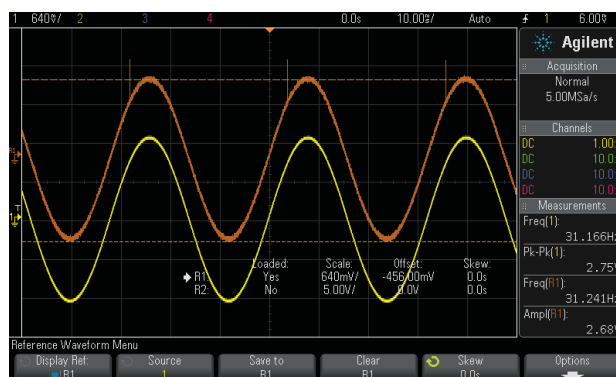 1 640♥/ 2 3 4 0.0s 10.00♥/ Auto 1 6.00♥
Agilent
Acquisition
Normal
5.00MSa/s
Channels
DC 1.00:
DC 10.0:
DC 10.0:
DC 10.0:
Measurements
Freq(1):
31.166Hz
Pk-Pk(1):
2.75
Freq(R1):
31.241Hz
Ampl(R1):
2.68
R1
T
1
Loaded: Scale: Offset: Skew:
R1: Yes 640mV/ -456.00mV 0.0s
R2: No 5.00V/ 0.0V 0.0s
Reference Waveform Menu
Display Ref: Source Save to Clear Skew Options
R1 1 R1 R1 0.0s